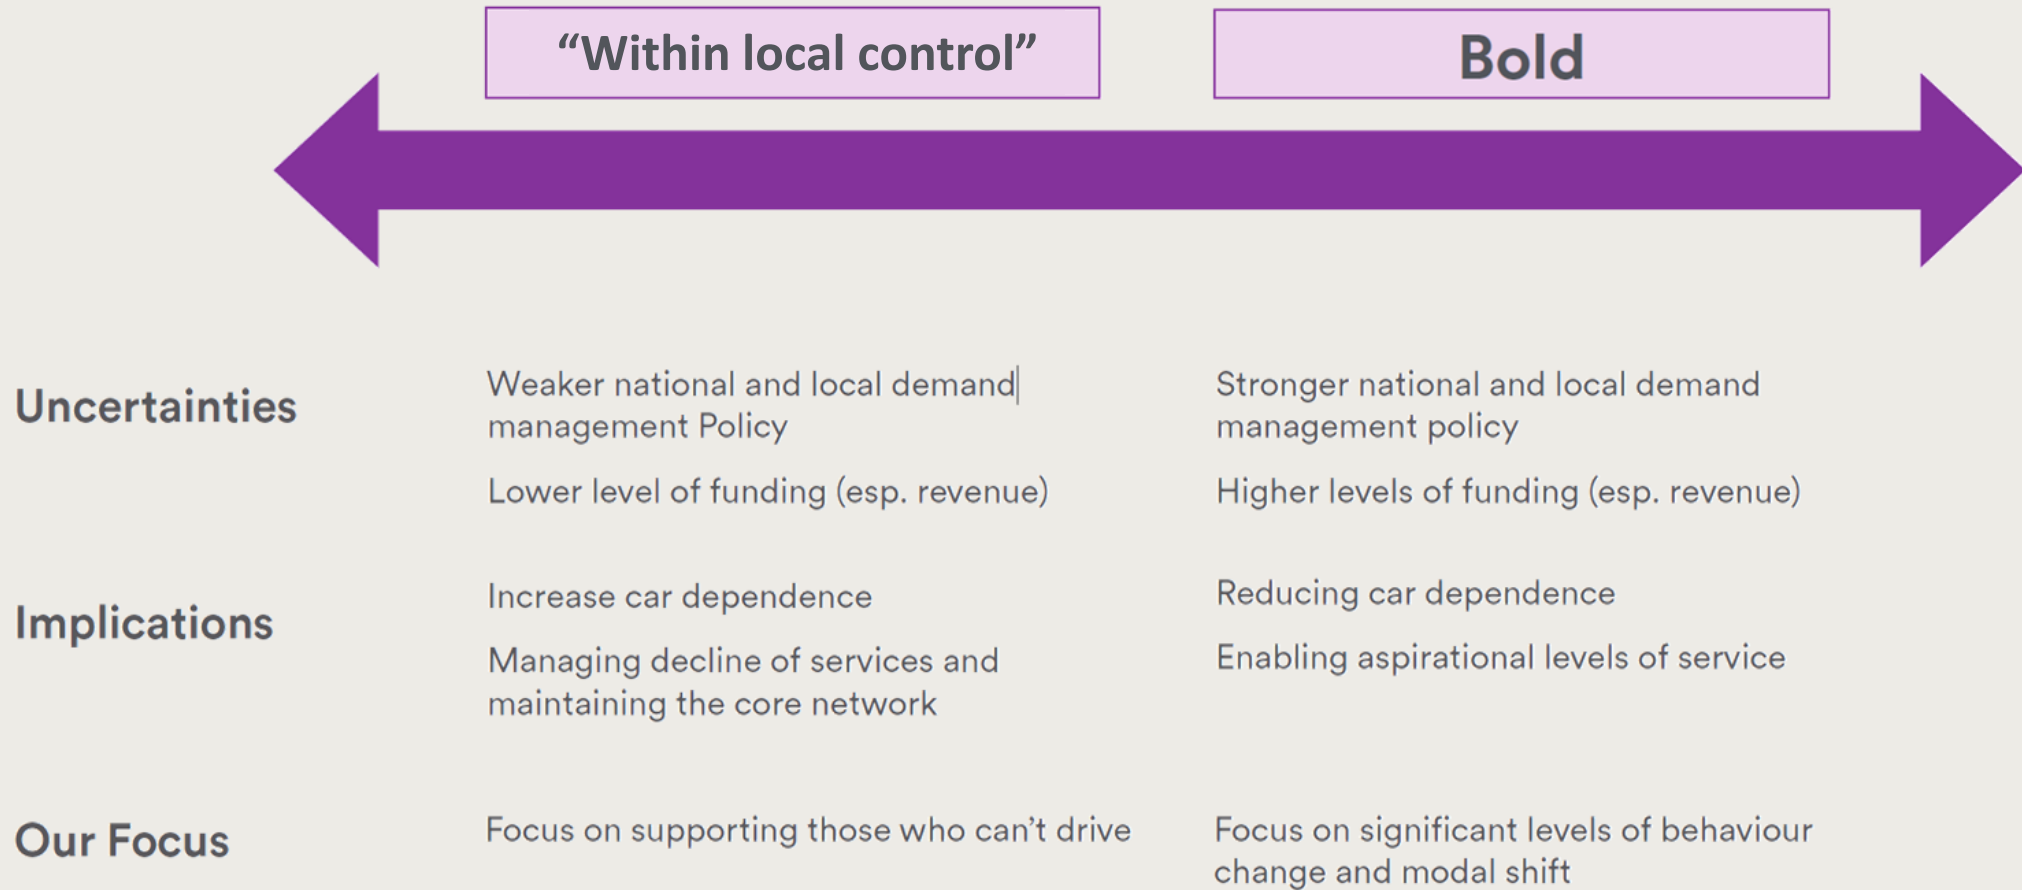 “Within local control”
Bold
Uncertainties
Weaker national and local demand
management Policy
Lower level of funding (esp. revenue)
Stronger national and local demand
management policy
Higher levels of funding (esp. revenue)
Implications
Increase car dependence
Managing decline of services and
maintaining the core network
Reducing car dependence
Enabling aspirational levels of service
Our Focus
Focus on supporting those who can’t drive
Focus on significant levels of behaviour
change and modal shift